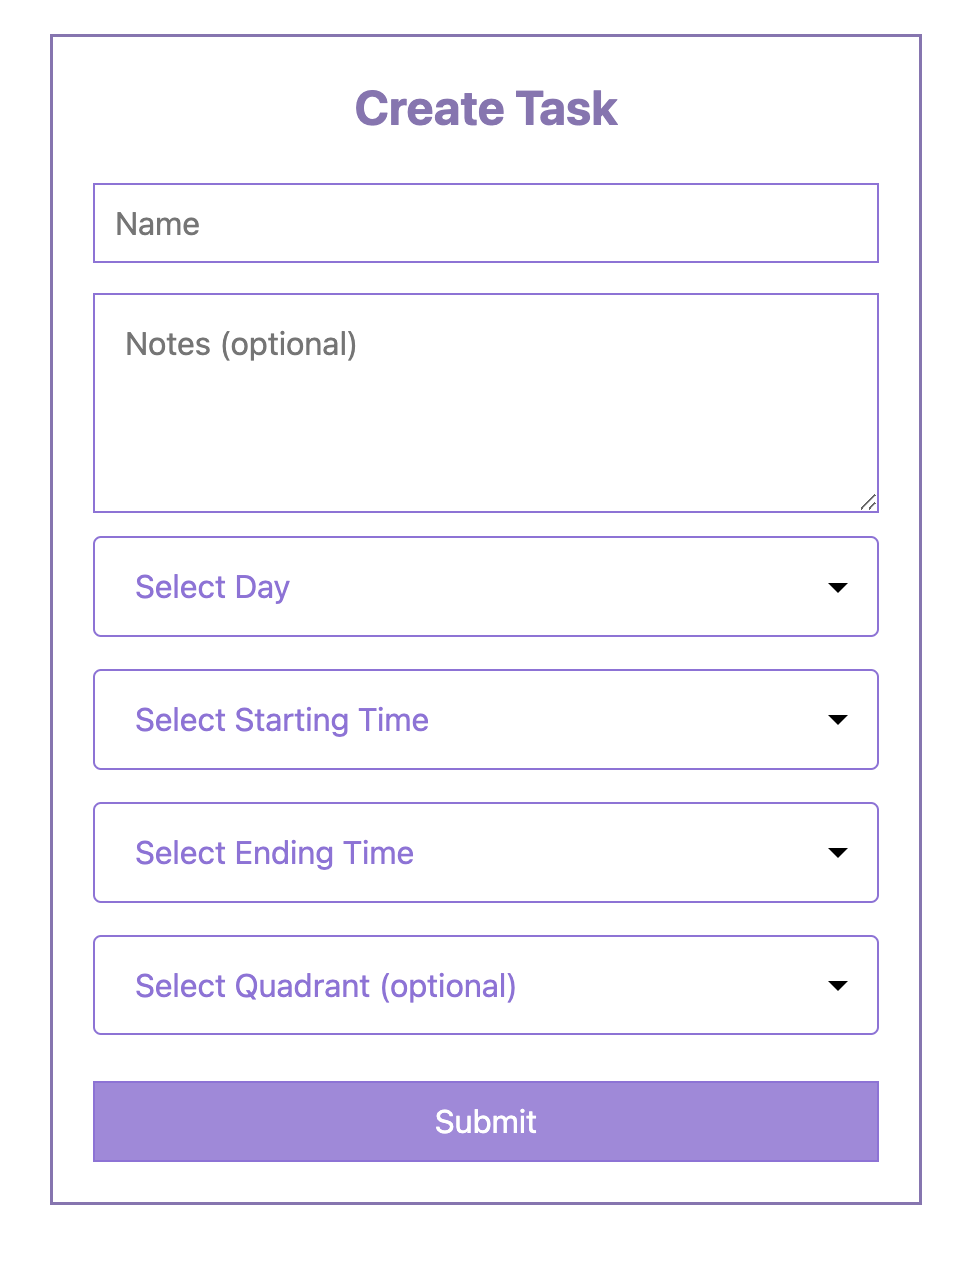 Create Task
Name
Notes (optional)
Select Day
Select Starting Time
Select Ending Time
Select Quadrant (optional)
Submit